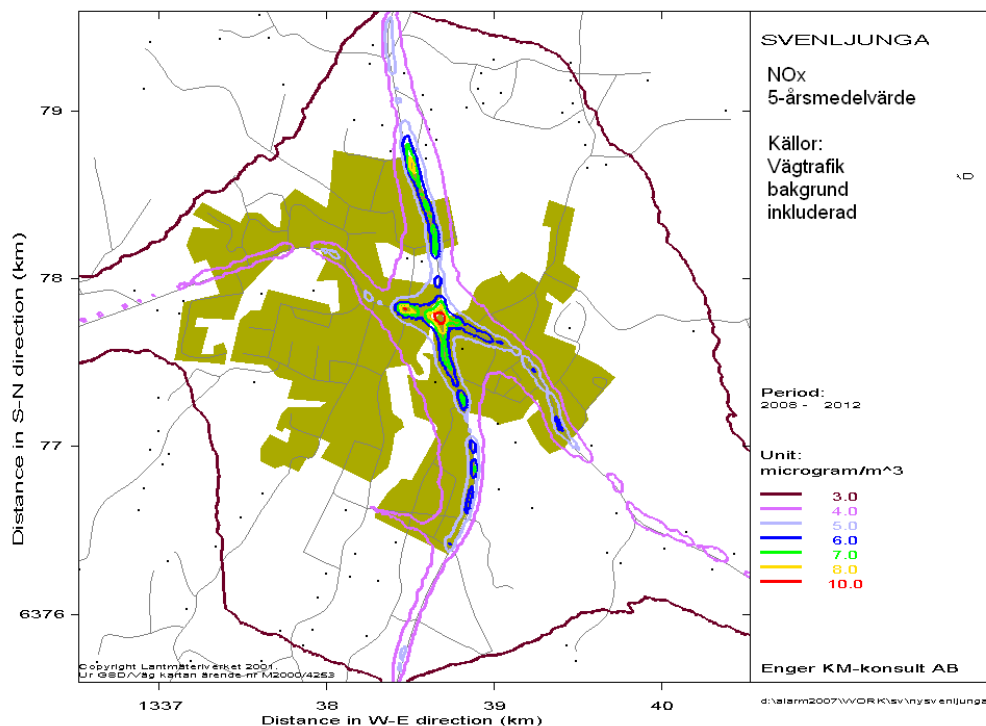 SVENLJUNGA
NOx
5-årsmedelvärde
Källor:
Vägtrafik
bakgrund
inkluderad
Period:
2008 - 2012
Unit:
microgram/m^3
3.0
4.0
5.0
6.0
7.0
8.0
10.0
Enger KM-konsult AB
d:\alarm2007\WORK\sv\nysvenljunga
Distance in S-N direction (km)
79
78
77
6376
Copyright Lantmäteriverket 2001.
Ur GSD/Väg kartan ärende nr M2000/4253
1337
38
39
40
Distance in W-E direction (km)